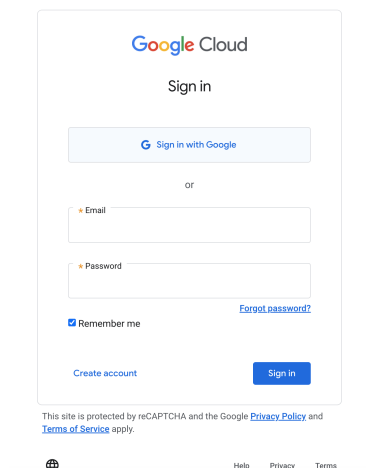 Google Cloud
Sign in
Sign in with Google
or
* Email
* Password
Forgot password?
Remember me
Create account
Sign in
This site is protected by reCAPTCHA and the Google Privacy Policy and
Terms of Service apply.
Help Privacy Terms